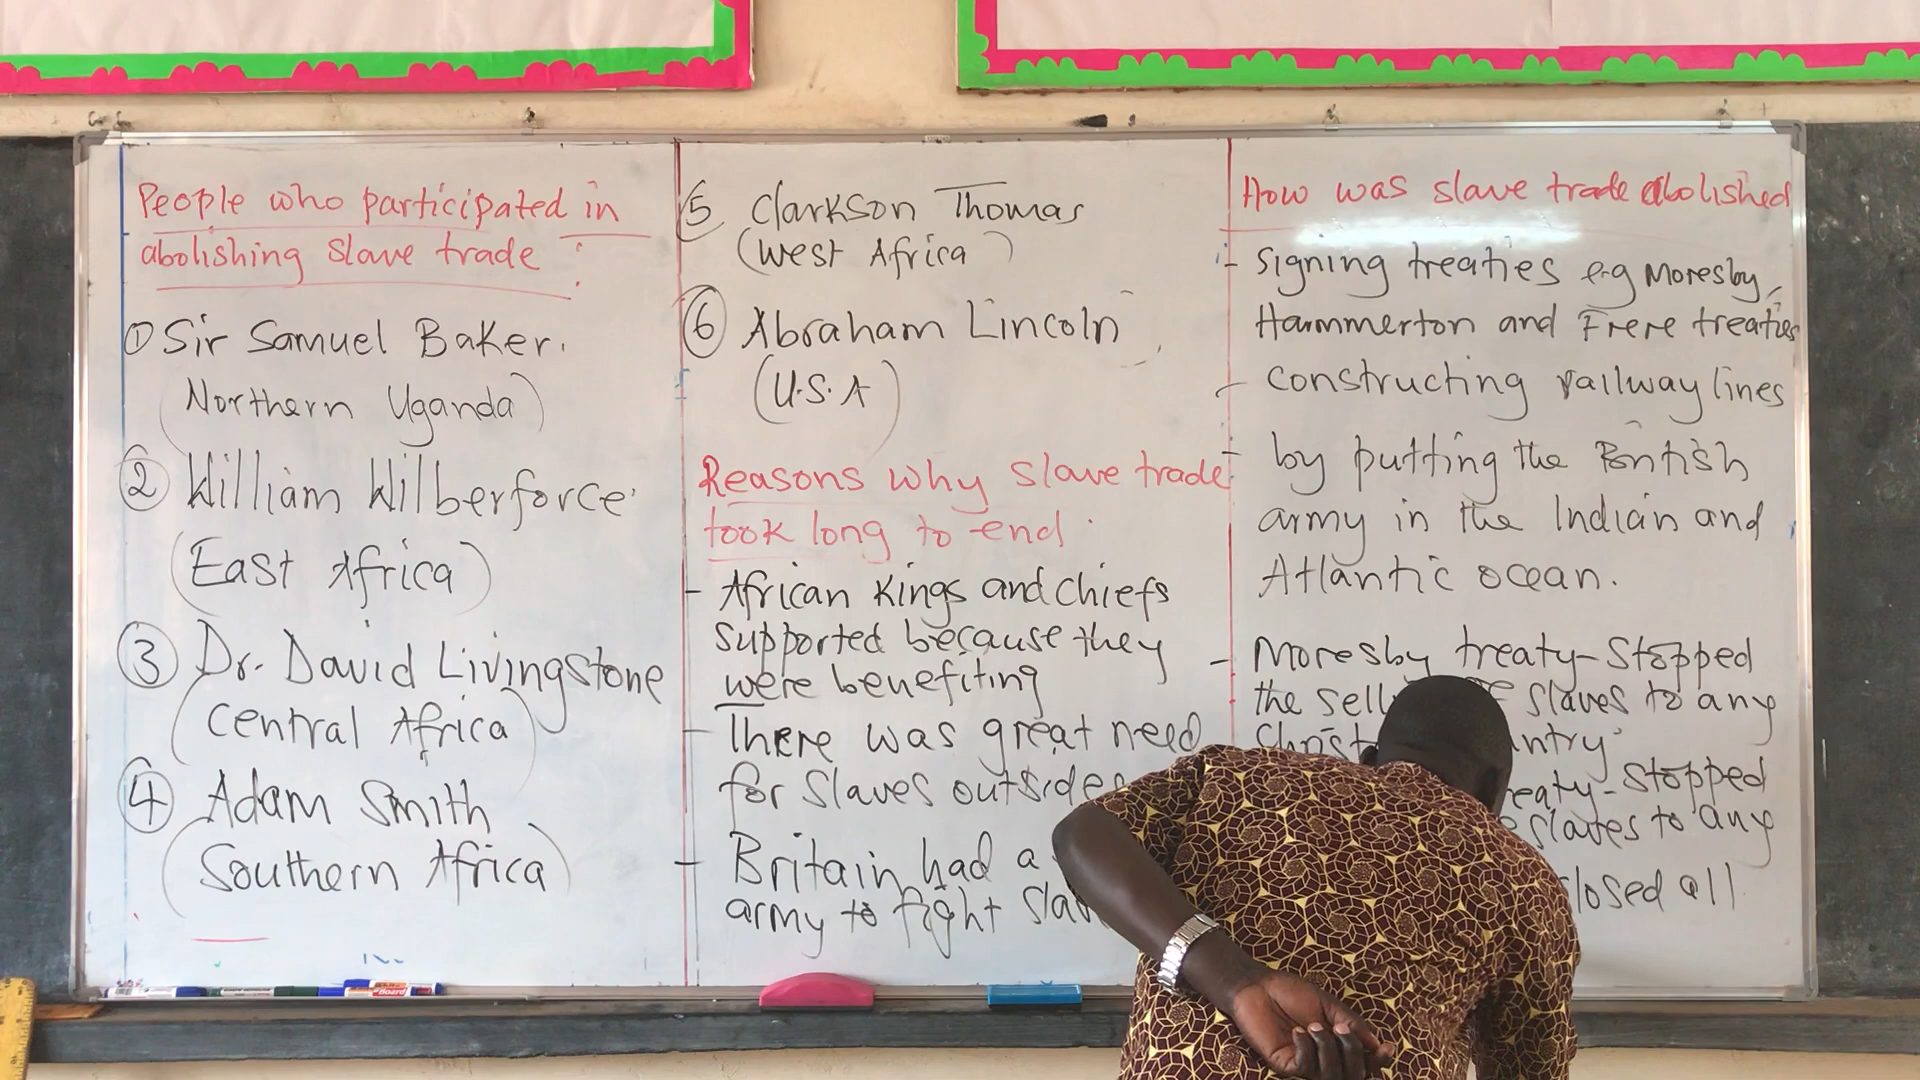 People who participated in
abolishing slave trade :
① Sir Samuel Baker.
(Northern Uganda)
② William Wilberforce.
(East Africa)
③ Dr. David Livingstone
(Central Africa)
④ Adam Smith
(Southern Africa)
⑤ Clarkson Thomas
(West Africa)
⑥ Abraham Lincoln
(U.S.A)
Reasons why slave trade
took long to end.
- African Kings and chiefs
supported because they
were benefiting
- There was great need
for slaves outside
- Britain had a
army to fight
How was slave trade abolished
- Signing treaties e.g Moresby,
Hammerton and Frere treaties
- Constructing railway lines
- by putting the British
army in the Indian and
Atlantic ocean.
- Moresby treaty-stopped
the slaves to any
-stopped
slaves to any
all
Board